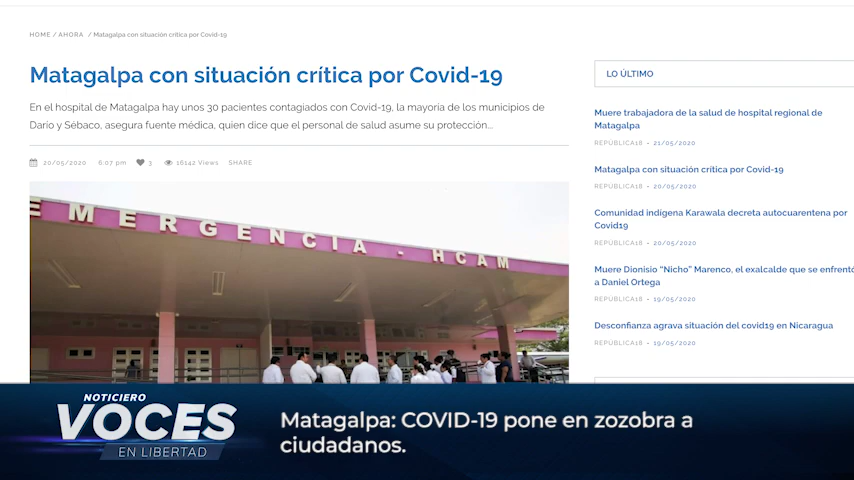 HOME / AHORA / Matagalpa con situación crítica por Covid-19
Matagalpa con situación crítica por Covid-19
En el hospital de Matagalpa hay unos 30 pacientes contagiados con Covid-19, la mayoria de los municipios de
Darío y Sébaco, asegura fuente médica, quien dice que el personal de salud asume su protección...
20/05/2020 6:07 pm 3 16142 Views SHARE
EMERGENCIA - HCAM
LO ÚLTIMO
Muere trabajadora de la salud de hospital regional de
Matagalpa
REPUBLICA18 - 21/05/2020
Matagalpa con situación crítica por Covid-19
REPUBLICA18 - 20/05/2020
Comunidad indígena Karawala decreta autocuarentena por
Covid19
REPUBLICA18 - 20/05/2020
Muere Dionisio “Nicho” Marenco, el exalcalde que se enfrentó
a Daniel Ortega
REPUBLICA18 - 19/05/2020
Desconfianza agrava situación del covid19 en Nicaragua
REPUBLICA18 - 19/05/2020
NOTICIERO
VOCES
EN LIBERTAD
Matagalpa: COVID-19 pone en zozobra a
ciudadanos.